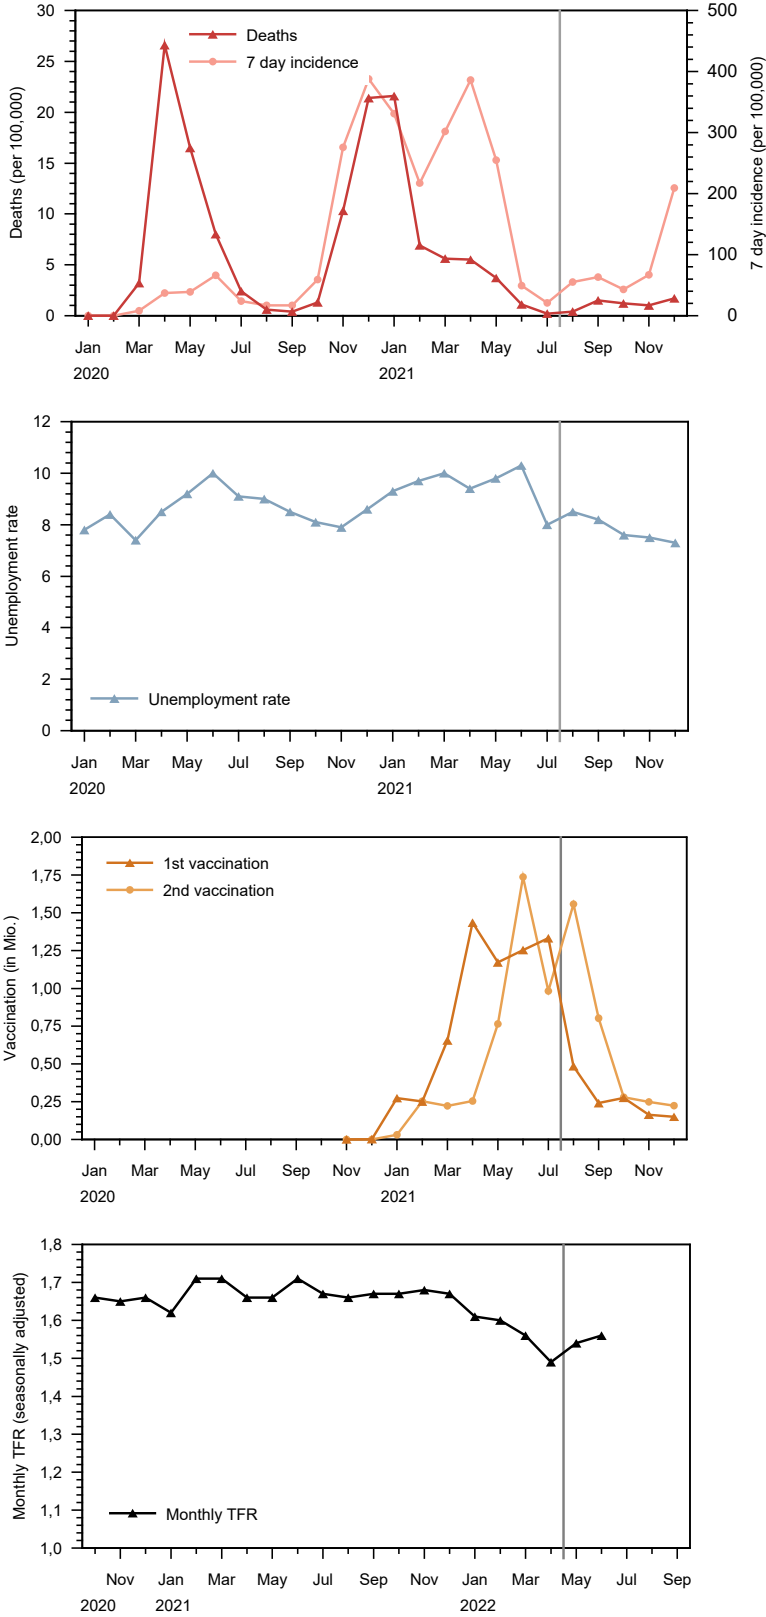 30
25
20
15
10
5
0
Deaths (per 100,000)
Deaths
7 day incidence
500
400
300
200
100
0
7 day incidence (per 100,000)
Jan Mar May Jul Sep Nov Jan Mar May Jul Sep Nov
2020 2021
12
10
8
6
4
2
0
Unemployment rate
Unemployment rate
Jan Mar May Jul Sep Nov Jan Mar May Jul Sep Nov
2020 2021
2,00
1,75
1,50
1,25
1,00
0,75
0,50
0,25
0,00
Vaccination (in Mio.)
1st vaccination
2nd vaccination
Jan Mar May Jul Sep Nov Jan Mar May Jul Sep Nov
2020 2021
1,8
1,7
1,6
1,5
1,4
1,3
1,2
1,1
1,0
Monthly TFR (seasonally adjusted)
Monthly TFR
Nov Jan Mar May Jul Sep Nov Jan Mar May Jul Sep
2020 2021 2022